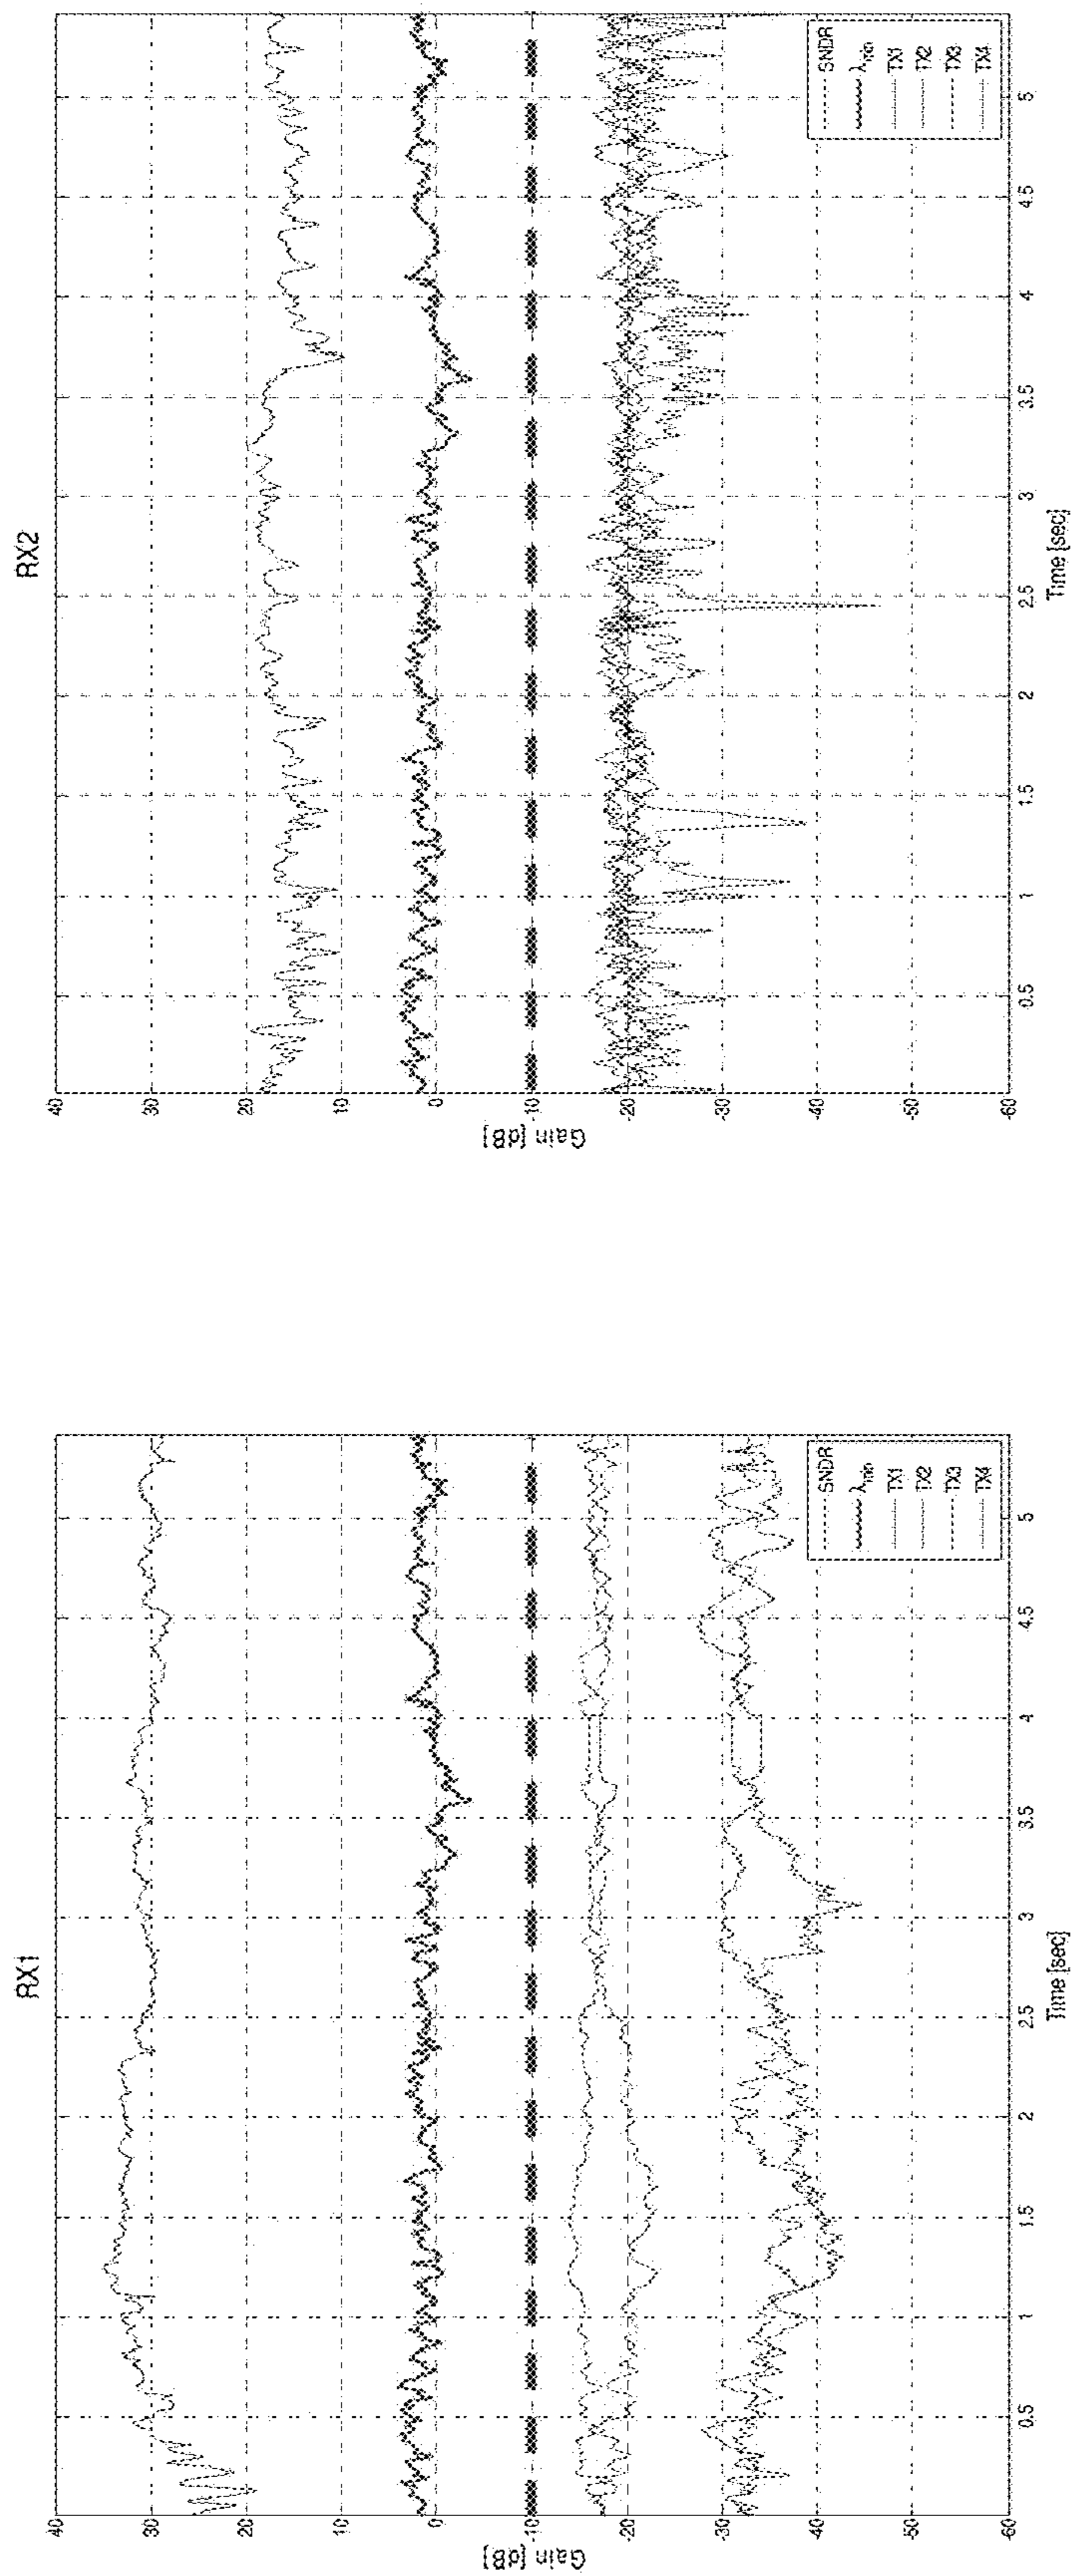 RX1
Gain [dB]
40
30
20
10
0
-10
-20
-30
-40
-50
-60
0.5
1
1.5
2
2.5
3
3.5
4
4.5
5
Time [sec]
SNDR
λmin
TX1
TX2
TX3
TX4
RX2
Gain [dB]
40
30
20
10
0
-10
-20
-30
-40
-50
-60
0.5
1
1.5
2
2.5
3
3.5
4
4.5
5
Time [sec]
SNDR
λmin
TX1
TX2
TX3
TX4